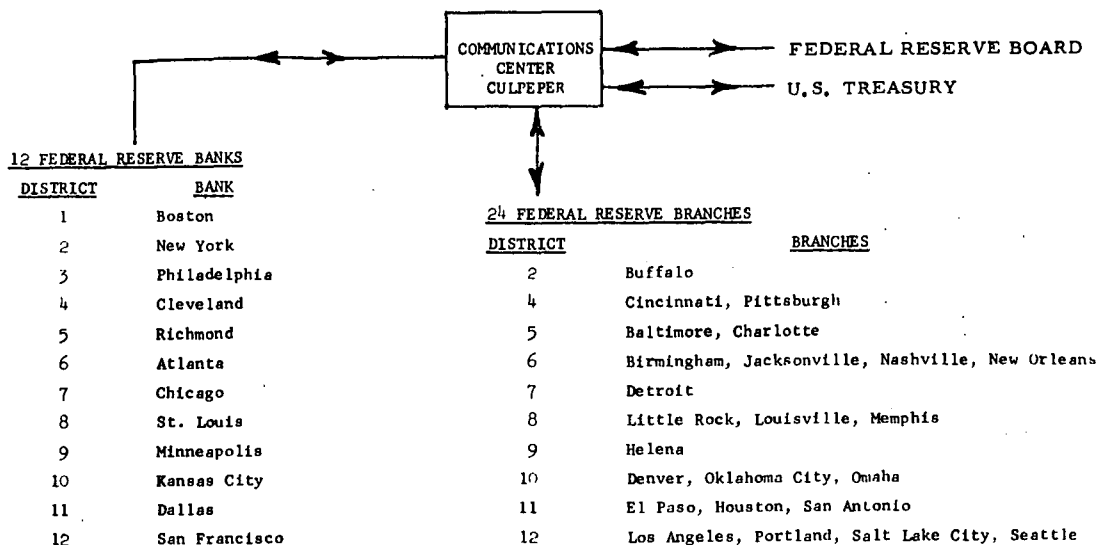 COMMUNICATIONS
CENTER
CULPEPER
FEDERAL RESERVE BOARD
U.S. TREASURY
12 FEDERAL RESERVE BANKS
DISTRICT BANK
1 Boston
2 New York
3 Philadelphia
4 Cleveland
5 Richmond
6 Atlanta
7 Chicago
8 St. Louis
9 Minneapolis
10 Kansas City
11 Dallas
12 San Francisco
24 FEDERAL RESERVE BRANCHES
DISTRICT BRANCHES
2 Buffalo
4 Cincinnati, Pittsburgh
5 Baltimore, Charlotte
6 Birmingham, Jacksonville, Nashville, New Orleans
7 Detroit
8 Little Rock, Louisville, Memphis
9 Helena
10 Denver, Oklahoma City, Omaha
11 El Paso, Houston, San Antonio
12 Los Angeles, Portland, Salt Lake City, Seattle